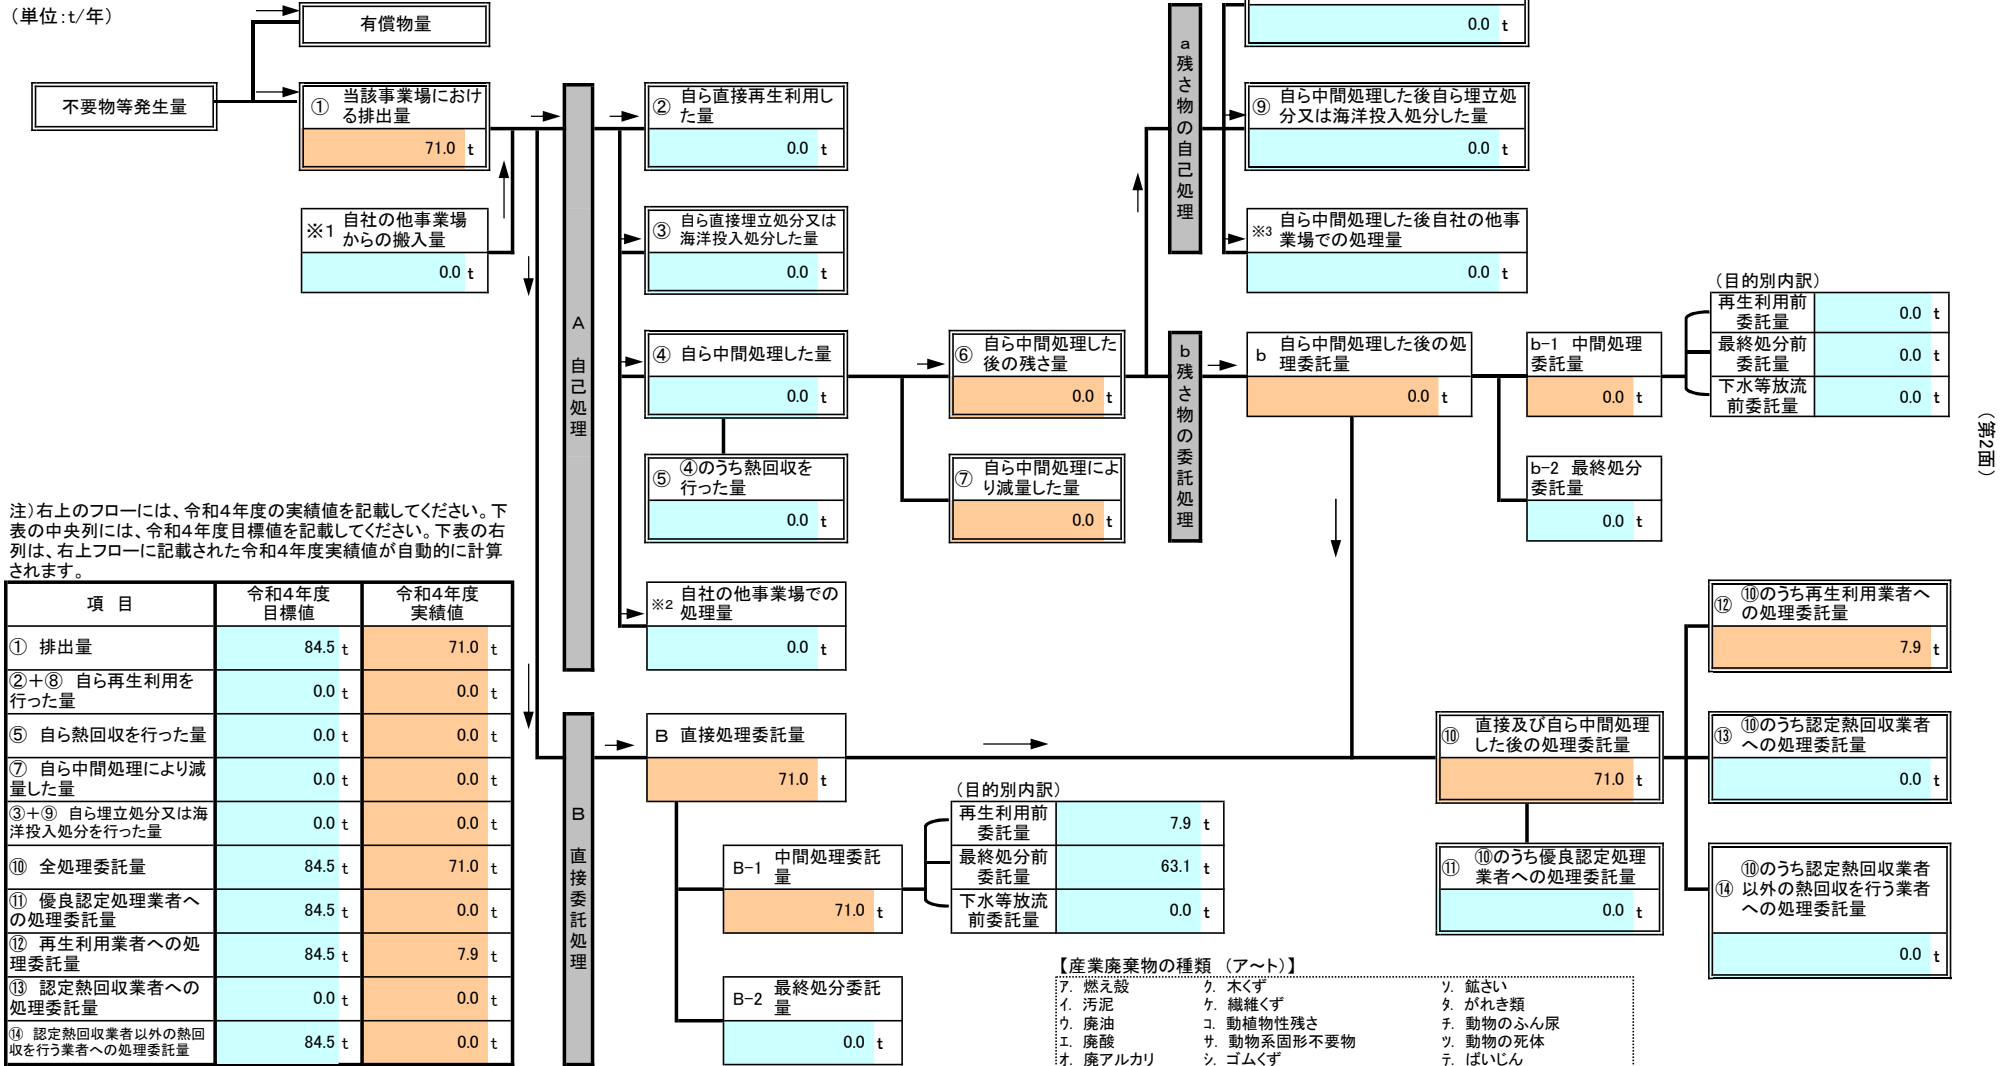 （単位：t/年）
有償物量
不要物等発生量
① 当該事業場におけ
る排出量
71.0 t
※1 自社の他事業場
からの搬入量
0.0 t
A 自己処理
② 自ら直接再生利用し
た量
0.0 t
③ 自ら直接埋立処分又は
海洋投入処分した量
0.0 t
④ 自ら中間処理した量
0.0 t
⑤ ④のうち熱回収を
行った量
0.0 t
※2 自社の他事業場での
処理量
0.0 t
⑥ 自ら中間処理した
後の残さ量
0.0 t
⑦ 自ら中間処理によ
り減量した量
0.0 t
a 残さ物の自己処理
0.0 t
⑨ 自ら中間処理した後自ら埋立処
分又は海洋投入処分した量
0.0 t
※3 自ら中間処理した後自社の他事
業場での処理量
0.0 t
b 残さ物の委託処理
b 自ら中間処理した後の処
理委託量
0.0 t
b-1 中間処理
委託量
0.0 t
（目的別内訳）
再生利用前
委託量
0.0 t
最終処分前
委託量
0.0 t
下水等放流
前委託量
0.0 t
b-2 最終処分
委託量
0.0 t
（第2面）
注）右上のフローには、令和4年度の実績値を記載してください。下
表の中央列には、令和4年度目標値を記載してください。下表の右
列は、右上フローに記載された令和4年度実績値が自動的に計算
されます。
項 目 令和4年度 目標値 令和4年度 実績値
① 排出量 84.5 t 71.0 t
②＋⑧ 自ら再生利用を
行った量 0.0 t 0.0 t
⑤ 自ら熱回収を行った量 0.0 t 0.0 t
⑦ 自ら中間処理により減
量した量 0.0 t 0.0 t
③＋⑨ 自ら埋立処分又は海
洋投入処分を行った量 0.0 t 0.0 t
⑩ 全処理委託量 84.5 t 71.0 t
⑪ 優良認定処理業者へ
の処理委託量 84.5 t 0.0 t
⑫ 再生利用業者への処
理委託量 84.5 t 7.9 t
⑬ 認定熱回収業者への
処理委託量 0.0 t 0.0 t
⑭ 認定熱回収業者以外の熱回
収を行う業者への処理委託量 84.5 t 0.0 t
B 直接委託処理
B 直接処理委託量
71.0 t
B-1 中間処理委託
量
71.0 t
（目的別内訳）
再生利用前
委託量
7.9 t
最終処分前
委託量
63.1 t
下水等放流
前委託量
0.0 t
B-2 最終処分委託
量
0.0 t
⑩ 直接及び自ら中間処理
した後の処理委託量
71.0 t
⑪ ⑩のうち優良認定処理
業者への処理委託量
0.0 t
⑫ ⑩のうち再生利用業者へ
の処理委託量
7.9 t
⑬ ⑩のうち認定熱回収業者
への処理委託量
0.0 t
⑭ ⑩のうち認定熱回収業者
以外の熱回収を行う業者
への処理委託量
0.0 t
【産業廃棄物の種類 （ア～ト）】
ア. 燃え殻 ク. 木くず ソ. 鉱さい
イ. 汚泥 ケ. 繊維くず タ. がれき類
ウ. 廃油 コ. 動植物性残さ チ. 動物のふん尿
エ. 廃酸 サ. 動物系固形不要物 ツ. 動物の死体
オ. 廃アルカリ シ. ゴムくず テ. ばいじん